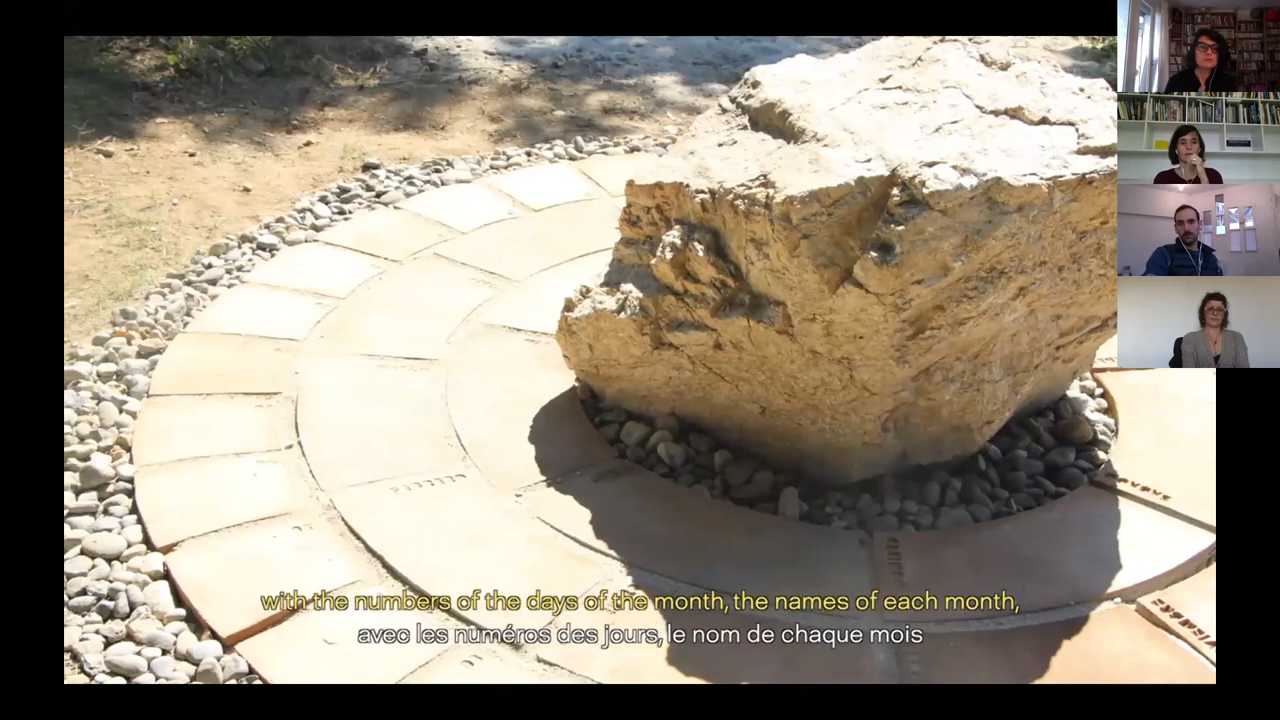 with the numbers of the days of the month, the names of each month,
avec les numéros des jours, le nom de chaque mois